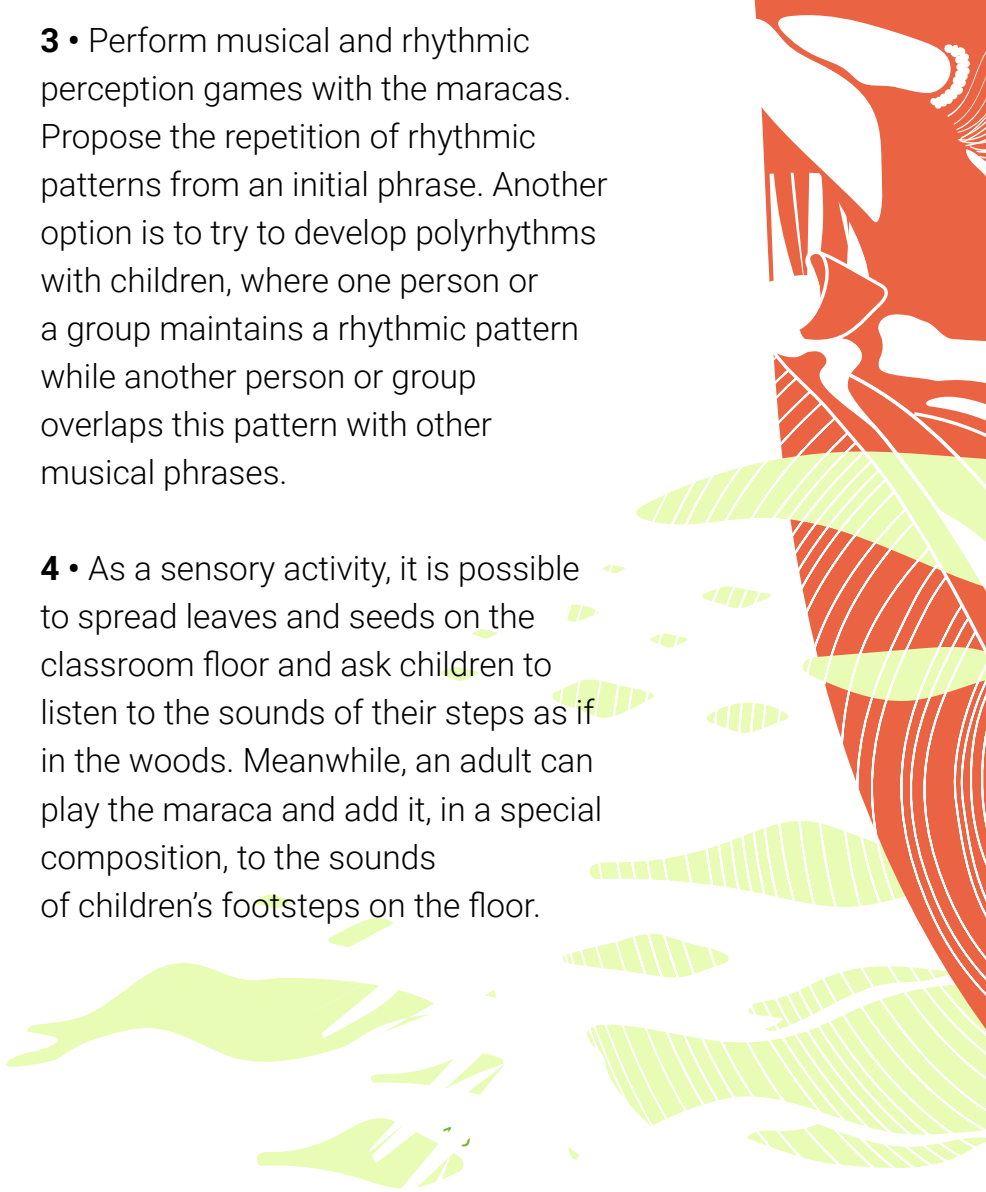 3 • Perform musical and rhythmic
perception games with the maracas.
Propose the repetition of rhythmic
patterns from an initial phrase. Another
option is to try to develop polyrhythms
with children, where one person or
a group maintains a rhythmic pattern
while another person or group
overlaps this pattern with other
musical phrases.
4 • As a sensory activity, it is possible
to spread leaves and seeds on the
classroom floor and ask children to
listen to the sounds of their steps as if
in the woods. Meanwhile, an adult can
play the maraca and add it, in a special
composition, to the sounds
of children’s footsteps on the floor.